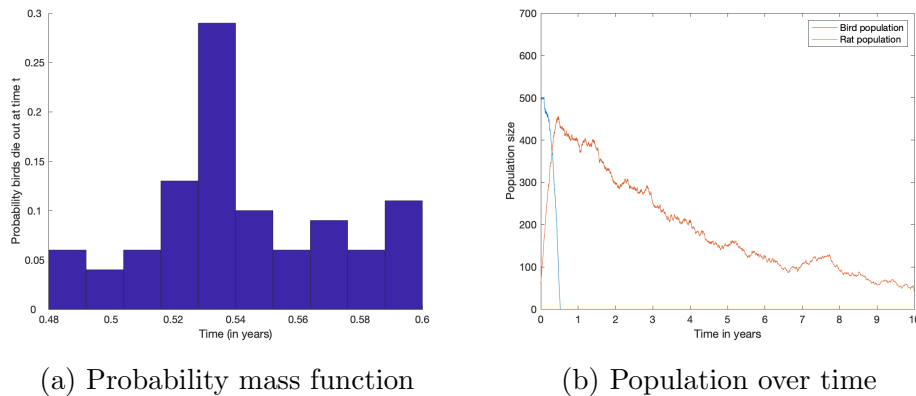 0.3
0.25
0.2
0.15
0.1
0.05
0
Probability birds die out at time t
0.48 0.5 0.52 0.54 0.56 0.58 0.6
Time (in years)
(a) Probability mass function
Bird population
Rat population
700
600
500
400
300
200
100
0
Population size
0 1 2 3 4 5 6 7 8 9 10
Time in years
(b) Population over time